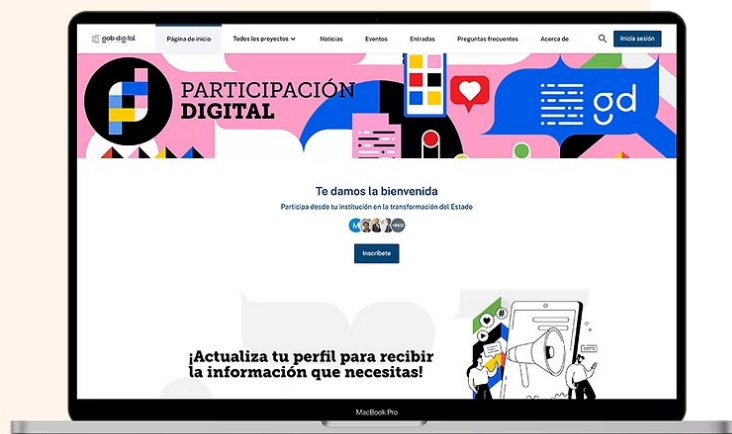 gob·digital
Página de inicio
Todos los proyectos
Noticias
Eventos
Entradas
Preguntas frecuentes
Acerca de
Inicia sesión
PARTICIPACIÓN
DIGITAL
gd
Te damos la bienvenida
Participa desde tu institución en la transformación del Estado
M
Inscríbete
¡Actualiza tu perfil para recibir
la información que necesitas!
MacBook Pro